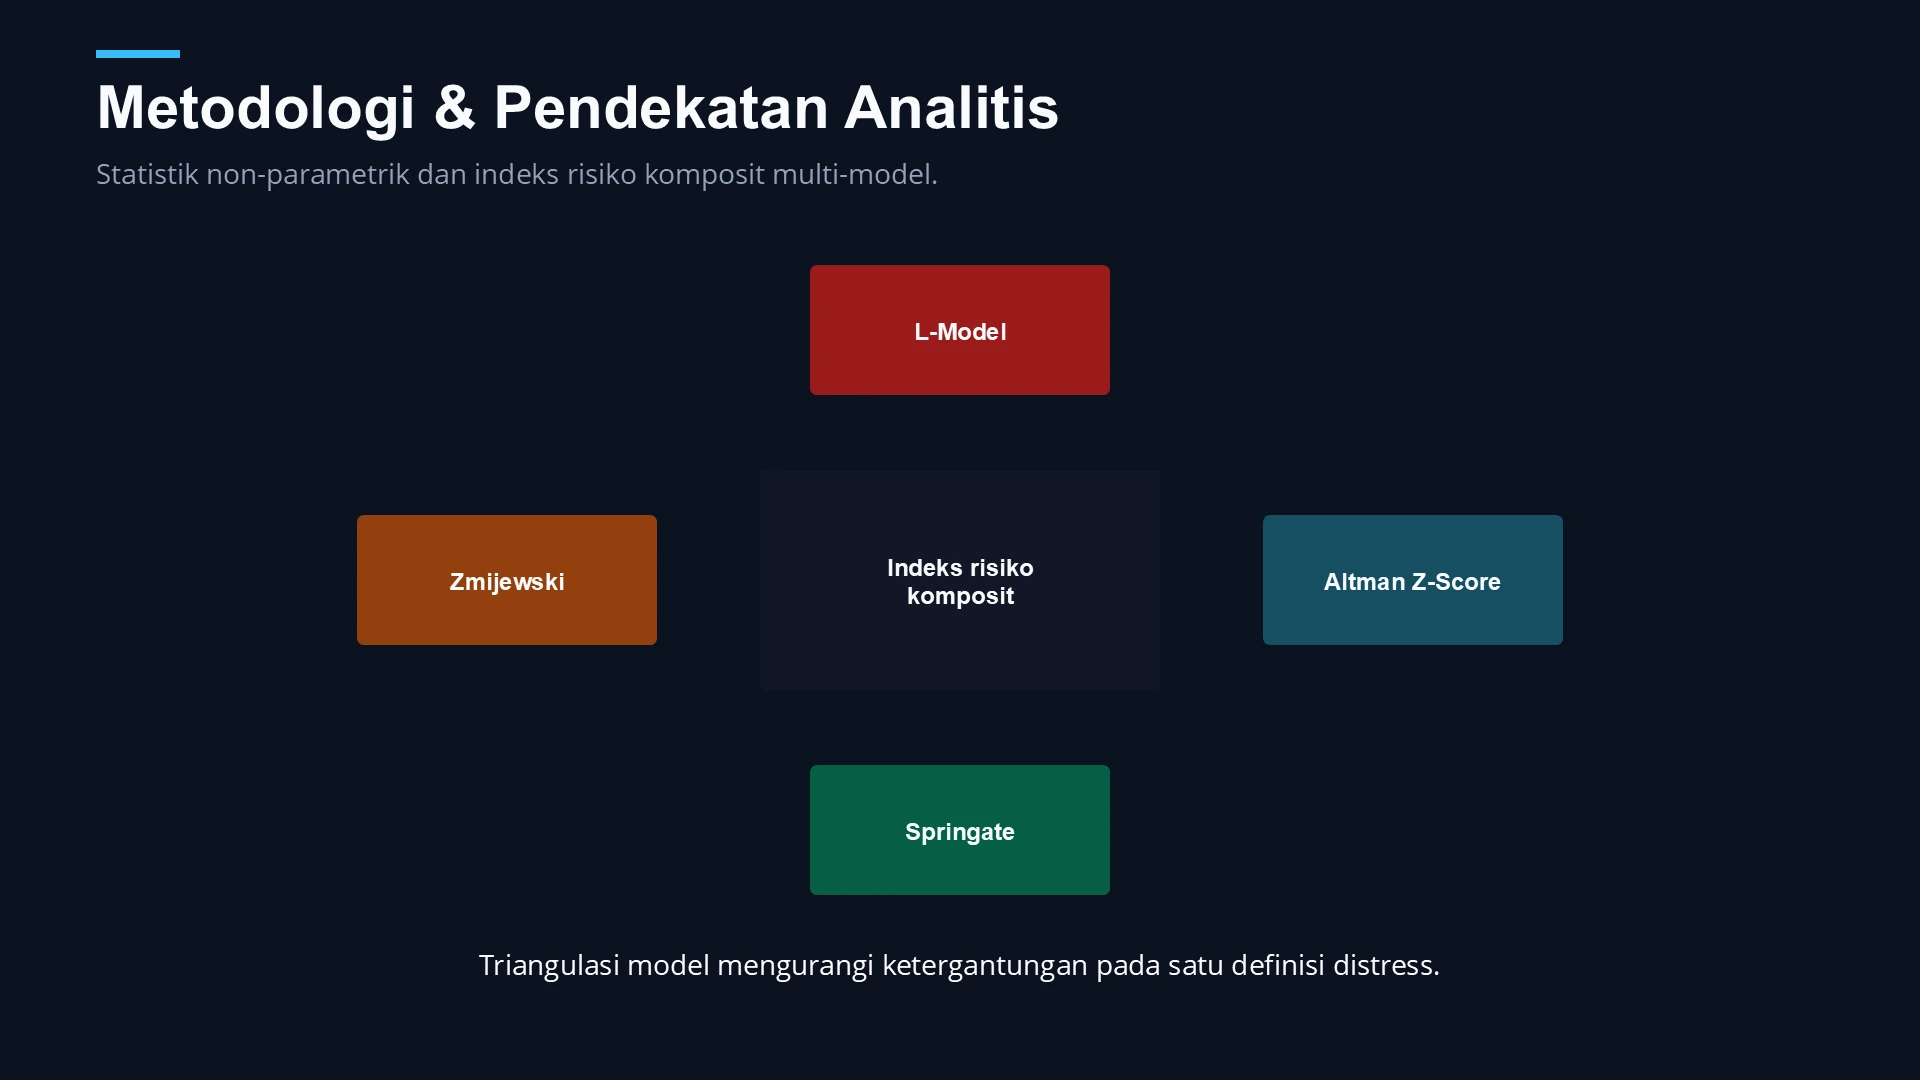 Metodologi & Pendekatan Analitis
Statistik non-parametrik dan indeks risiko komposit multi-model.
L-Model
Zmijewski
Indeks risiko
komposit
Altman Z-Score
Springate
Triangulasi model mengurangi ketergantungan pada satu definisi distress.